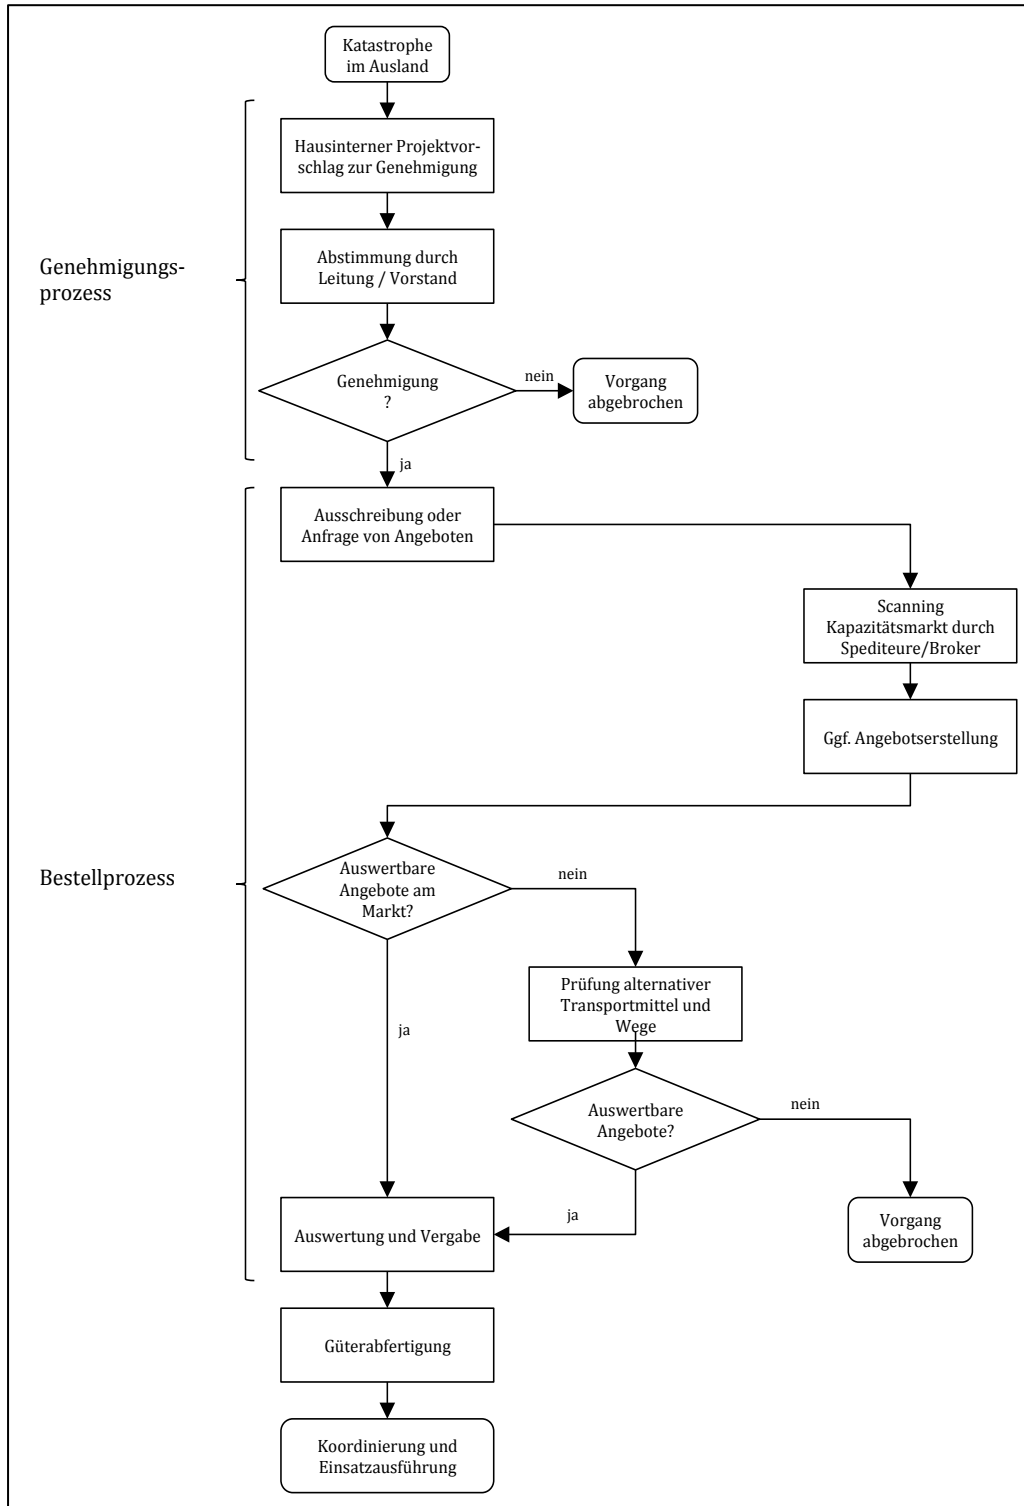 Katastrophe
im Ausland
Hausinterner Projektvor-
schlag zur Genehmigung
Genehmigungs-
prozess
Abstimmung durch
Leitung / Vorstand
Genehmigung
?
nein
Vorgang
abgebrochen
ja
Ausschreibung oder
Anfrage von Angeboten
Scanning
Kapazitätsmarkt durch
Spediteure/Broker
Ggf. Angebotserstellung
Bestellprozess
Auswertbare
Angebote am
Markt?
nein
Prüfung alternativer
Transportmittel und
Wege
ja
Auswertbare
Angebote?
nein
ja
Vorgang
abgebrochen
Auswertung und Vergabe
Güterabfertigung
Koordinierung und
Einsatzausführung